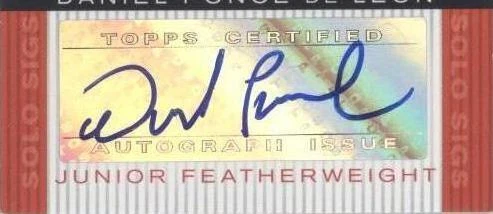 DANIEL PONCE DE LEON
SOLO SIGS
TOPPS CERTIFIED
AUTOGRAPH ISSUE
SOLO SIGS
JUNIOR FEATHERWEIGHT